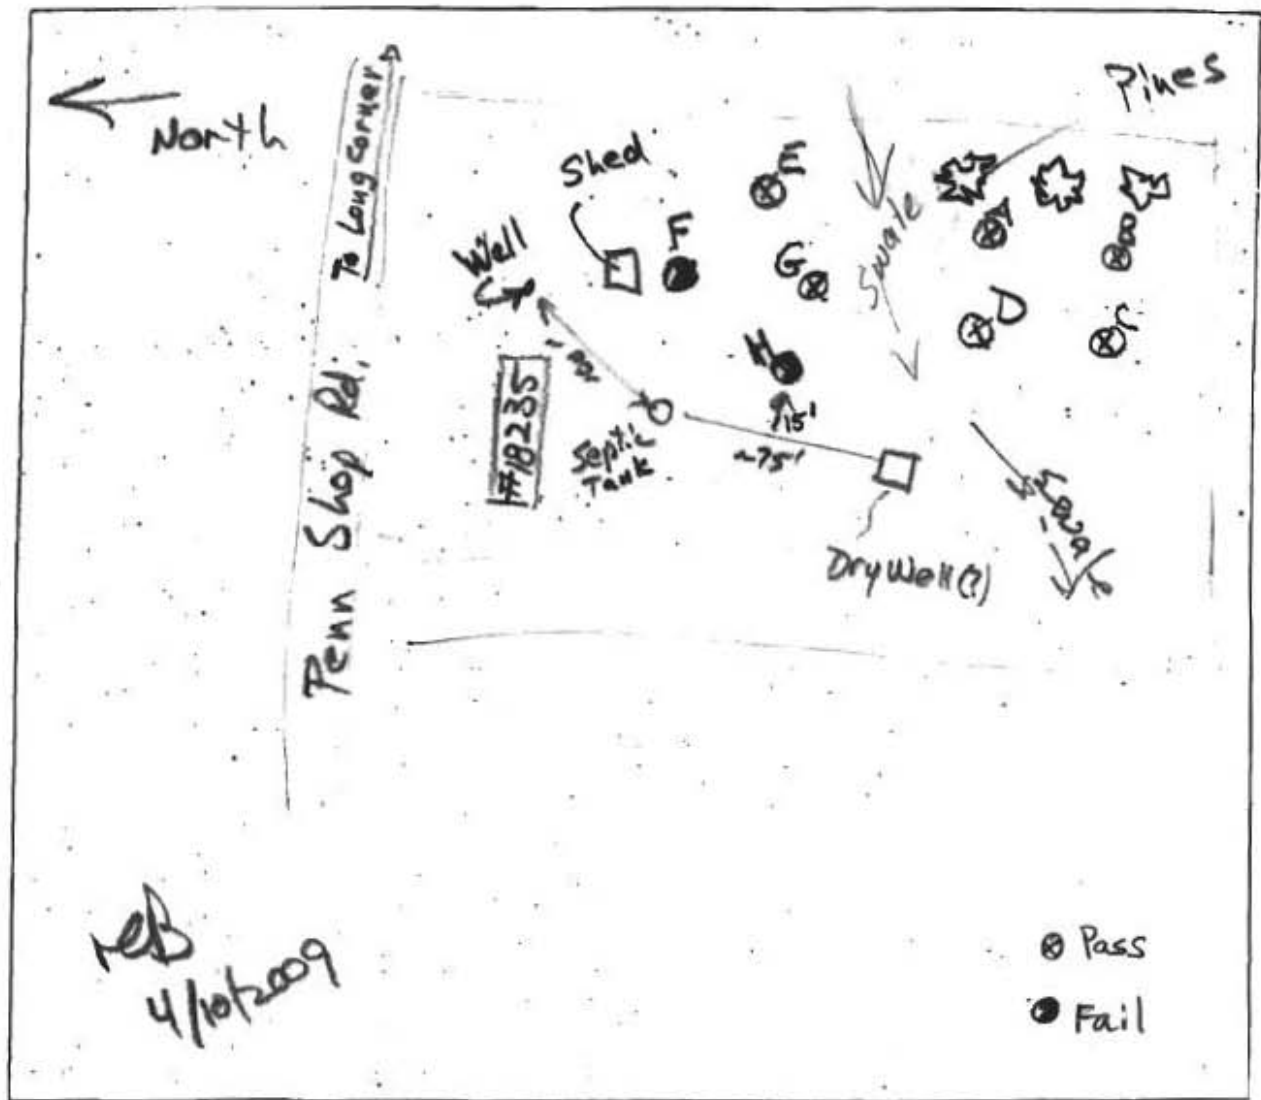 North
To Long Corner
Penn Shop Rd.
Pines
Shed
Well
E
F
G
H
A
B
C
D
Swale
#18235
Septic
Tank
15'
~75'
Dry Well (?)
Swale
4/10/2009
Pass
Fail